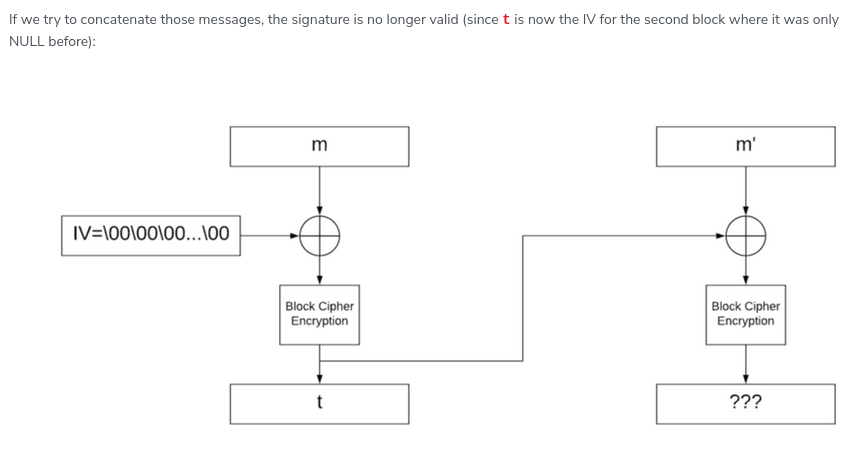 If we try to concatenate those messages, the signature is no longer valid (since t is now the IV for the second block where it was only
NULL before):
m
m'
IV=\00\00\00...\00
Block Cipher
Encryption
Block Cipher
Encryption
t
???